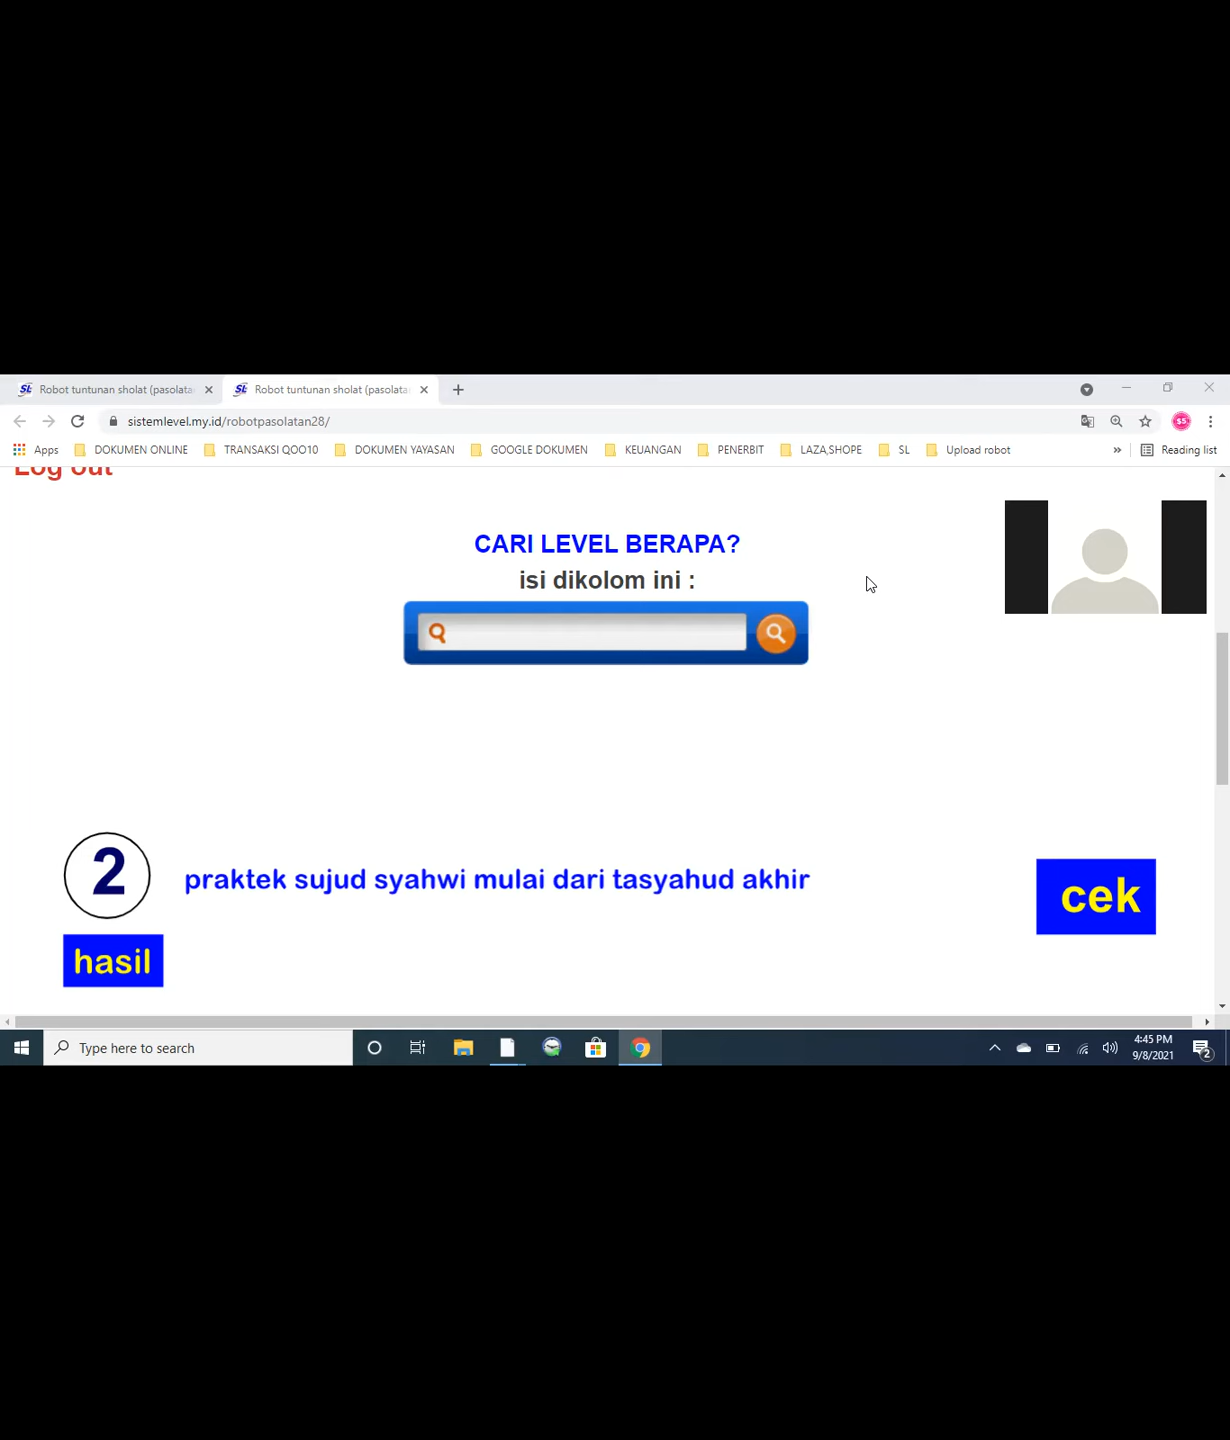 Robot tuntunan sholat (pasolata
Robot tuntunan sholat (pasolata
sistemlevel.my.id/robotpasolatan28/
Apps
DOKUMEN ONLINE
TRANSAKSI QOO10
DOKUMEN YAYASAN
GOOGLE DOKUMEN
KEUANGAN
PENERBIT
LAZA,SHOPE
SL
Upload robot
»
Reading list
Log out
CARI LEVEL BERAPA?
isi dikolom ini :
2
praktek sujud syahwi mulai dari tasyahud akhir
cek
hasil
Type here to search
4:45 PM
9/8/2021
2